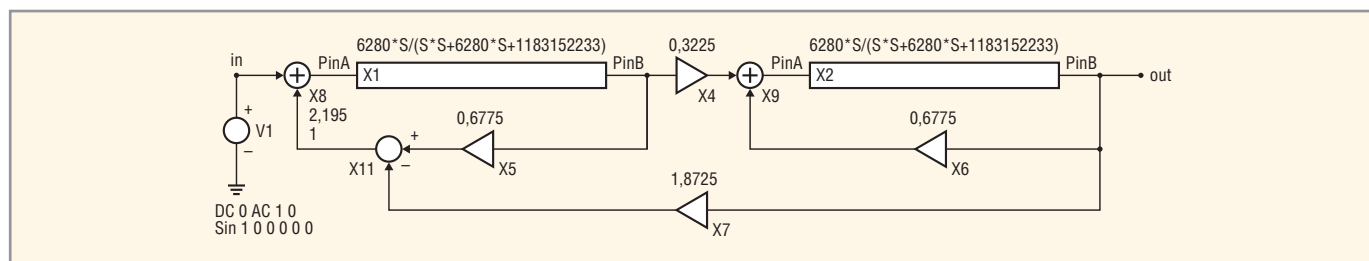 6280*S/(S*S+6280*S+1183152233)
0,3225
6280*S/(S*S+6280*S+1183152233)
in
PinA
X1
PinB
X4
PinA
X2
PinB
out
X8
2,195
1
X9
+
V1
–
0,6775
X5
0,6775
X6
+
–
X11
1,8725
X7
DC 0 AC 1 0
Sin 1 0 0 0 0 0